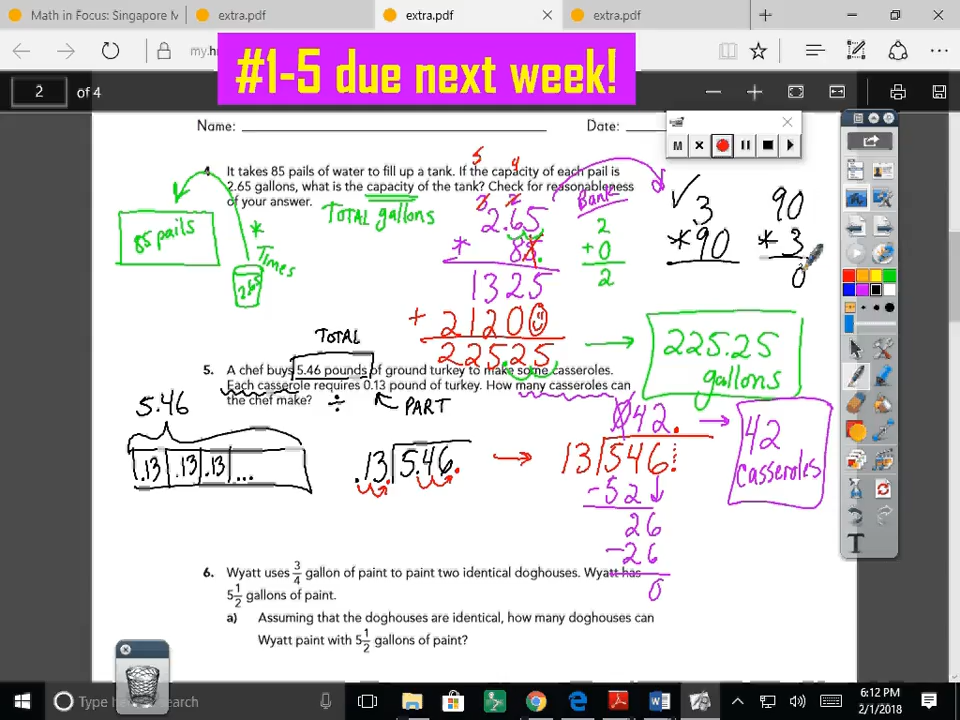 Math in Focus: Singapore M
extra.pdf
extra.pdf
extra.pdf
my.h
#1-5 due next week!
2 of 4
Name: Date:
M
4. It takes 85 pails of water to fill up a tank. If the capacity of each pail is
2.65 gallons, what is the capacity of the tank? Check for reasonableness
of your answer.
TOTAL gallons
85 pails
*
Times
2.65
5 4
3 2
2.65
* 85.
1325
+ 21200
225.25
Bank
2
+ 0
2
✓ 3
* 90
90
* 3
0
225.25
gallons
TOTAL
5. A chef buys 5.46 pounds of ground turkey to make some casseroles.
Each casserole requires 0.13 pound of turkey. How many casseroles can
the chef make?
÷
PART
5.46
.13 .13 .13 ...
.13 5.46.
042.
13 546.
-52
26
-26
0
42
casseroles
6. Wyatt uses 3/4 gallon of paint to paint two identical doghouses. Wyatt has
5 1/2 gallons of paint.
a) Assuming that the doghouses are identical, how many doghouses can
Wyatt paint with 5 1/2 gallons of paint?
T
Type here to search
6:12 PM
2/1/2018